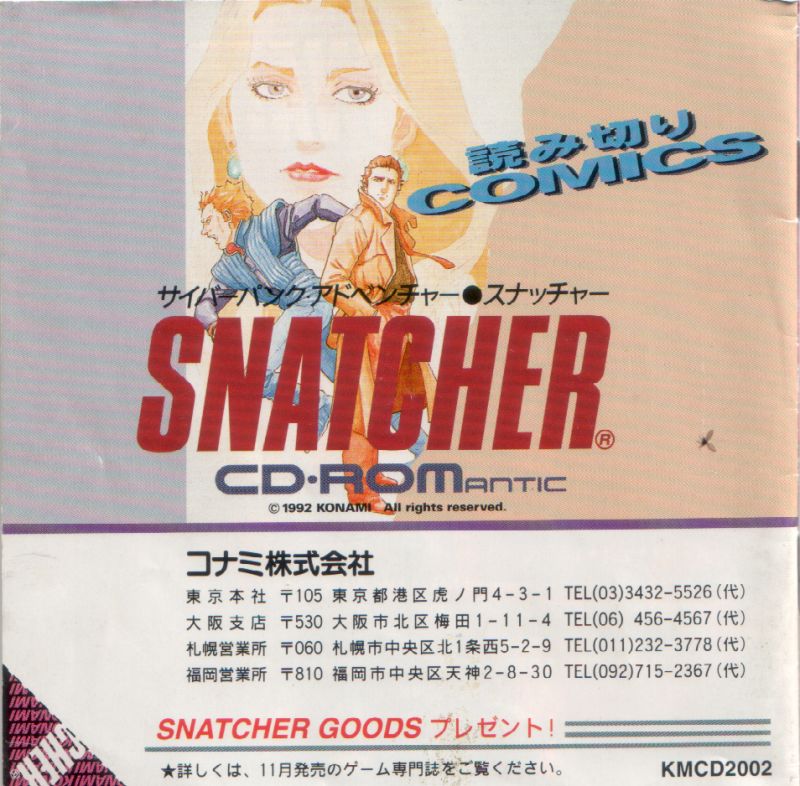 読み切り
COMICS
サイバーパンク アドベンチャー●スナッチャー
SNATCHER®
CD・ROMANTIC
©1992 KONAMI All rights reserved.
コナミ株式会社
東京本社 〒105 東京都港区虎ノ門4-3-1 TEL(03)3432-5526(代)
大阪支店 〒530 大阪市北区梅田1-11-4 TEL(06) 456-4567(代)
札幌営業所 〒060 札幌市中央区北1条西5-2-9 TEL(011)232-3778(代)
福岡営業所 〒810 福岡市中央区天神2-8-30 TEL(092)715-2367(代)
SNATCHER GOODS プレゼント!
★詳しくは、11月発売のゲーム専門誌をご覧ください。
KMCD2002